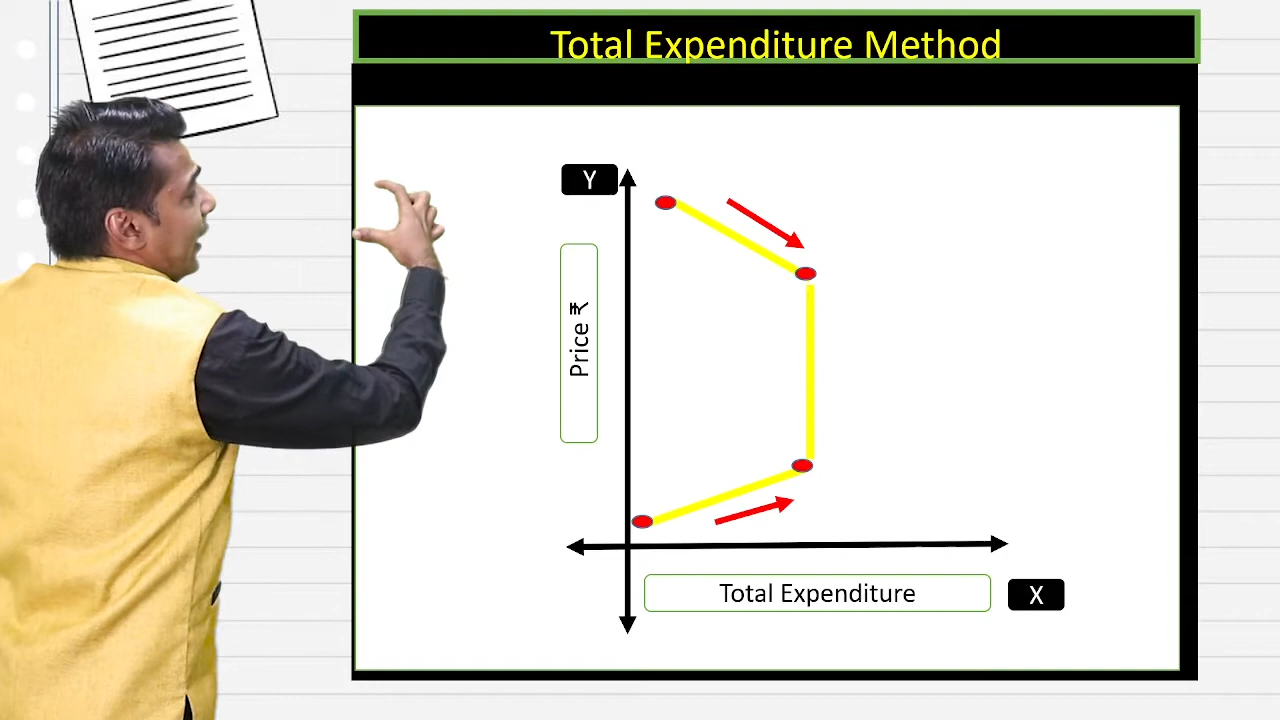 Total Expenditure Method
Y
Price ₹
Total Expenditure
X